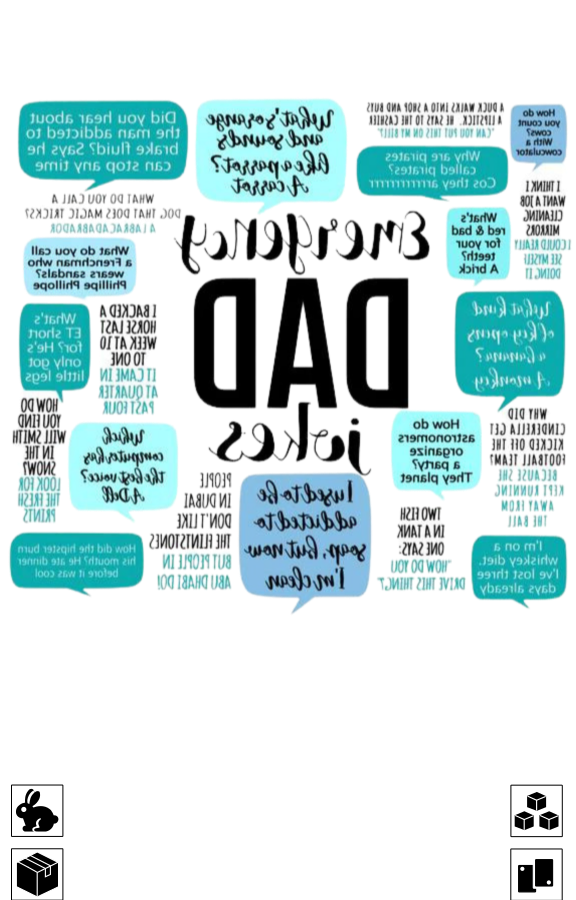 Did you hear about
the man addicted to
brake fluid? Says he
can stop any time
What's orange
and sounds
like a parrot?
A carrot
A DUCK WALKS INTO A SHOP AND BUYS
A LIPSTICK. HE SAYS TO THE CASHIER
"CAN YOU PUT THIS ON MY BILL?"
How do
you count
cows?
With a
cowculator
Why are pirates
called pirates?
Cos they arrrrrrrrrrr
WHAT DO YOU CALL A
DOG THAT DOES MAGIC TRICKS?
A LABRACADABRADOR
I THINK I
WANT A JOB
CLEANING
MIRRORS
I COULD REALLY
SEE MYSELF
DOING IT
What's
red & bad
for your
teeth?
A brick
What do you call
a Frenchman who
wears sandals?
Phillipe Phillope
Emergency
DAD
jokes
What's
ET short
for? He's
only got
little legs
I BACKED A
HORSE LAST
WEEK AT 10
TO ONE
IT CAME IN
AT QUARTER
PAST FOUR
What kind
of key opens
a banana?
A monkey
HOW DO
YOU FIND
WILL SMITH
IN THE
SNOW?
LOOK FOR
THE FRESH
PRINTS
Which
computer has
the best voice?
A Dell
How do
astronomers
organize
a party?
They planet
WHY DID
CINDERELLA GET
KICKED OFF THE
FOOTBALL TEAM?
BECAUSE SHE
KEPT RUNNING
AWAY FROM
THE BALL
PEOPLE
IN DUBAI
DON'T LIKE
THE FLINTSTONES
BUT PEOPLE IN
ABU DHABI DO!
I used to be
addicted to
soap, but now
I'm clean
TWO FISH
IN A TANK
ONE SAYS:
"HOW DO YOU
DRIVE THIS THING?"
How did the hipster burn
his mouth? He ate dinner
before it was cool
I'm on a
whiskey diet.
I've lost three
days already